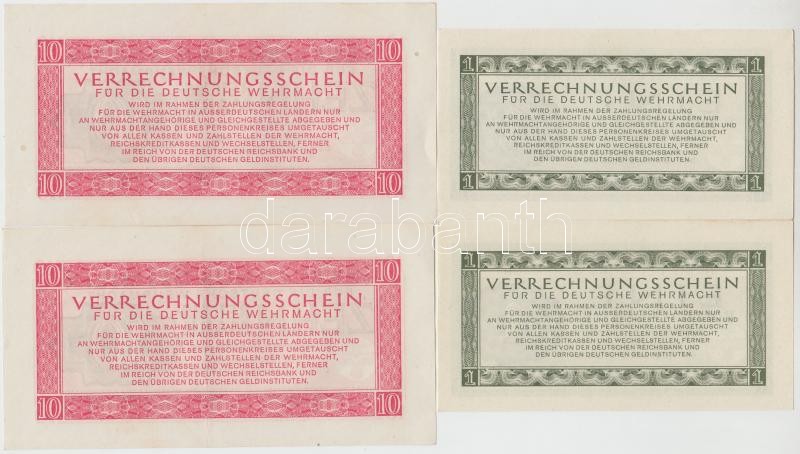 10 10
VERRECHNUNGSSCHEIN
FÜR DIE DEUTSCHE WEHRMACHT
WIRD IM RAHMEN DER ZAHLUNGSREGELUNG
FÜR DIE WEHRMACHT IN AUSSERDEUTSCHEN LÄNDERN NUR
AN WEHRMACHTANGEHÖRIGE UND GLEICHGESTELLTE ABGEGEBEN UND
NUR AUS DER HAND DIESES PERSONENKREISES UMGETAUSCHT
VON ALLEN KASSEN UND ZAHLSTELLEN DER WEHRMACHT,
REICHSKREDITKASSEN UND WECHSELSTELLEN, FERNER
IM REICH VON DER DEUTSCHEN REICHSBANK UND
DEN ÜBRIGEN DEUTSCHEN GELDINSTITUTEN.
10 10
1 1
VERRECHNUNGSSCHEIN
FÜR DIE DEUTSCHE WEHRMACHT
WIRD IM RAHMEN DER ZAHLUNGSREGELUNG
FÜR DIE WEHRMACHT IN AUSSERDEUTSCHEN LÄNDERN NUR
AN WEHRMACHTANGEHÖRIGE UND GLEICHGESTELLTE ABGEGEBEN UND
NUR AUS DER HAND DIESES PERSONENKREISES UMGETAUSCHT
VON ALLEN KASSEN UND ZAHLSTELLEN DER WEHRMACHT,
REICHSKREDITKASSEN UND WECHSELSTELLEN, FERNER
IM REICH VON DER DEUTSCHEN REICHSBANK UND
DEN ÜBRIGEN DEUTSCHEN GELDINSTITUTEN.
1 1
darabanth
10 10
VERRECHNUNGSSCHEIN
FÜR DIE DEUTSCHE WEHRMACHT
WIRD IM RAHMEN DER ZAHLUNGSREGELUNG
FÜR DIE WEHRMACHT IN AUSSERDEUTSCHEN LÄNDERN NUR
AN WEHRMACHTANGEHÖRIGE UND GLEICHGESTELLTE ABGEGEBEN UND
NUR AUS DER HAND DIESES PERSONENKREISES UMGETAUSCHT
VON ALLEN KASSEN UND ZAHLSTELLEN DER WEHRMACHT,
REICHSKREDITKASSEN UND WECHSELSTELLEN, FERNER
IM REICH VON DER DEUTSCHEN REICHSBANK UND
DEN ÜBRIGEN DEUTSCHEN GELDINSTITUTEN.
10 10
1 1
VERRECHNUNGSSCHEIN
FÜR DIE DEUTSCHE WEHRMACHT
WIRD IM RAHMEN DER ZAHLUNGSREGELUNG
FÜR DIE WEHRMACHT IN AUSSERDEUTSCHEN LÄNDERN NUR
AN WEHRMACHTANGEHÖRIGE UND GLEICHGESTELLTE ABGEGEBEN UND
NUR AUS DER HAND DIESES PERSONENKREISES UMGETAUSCHT
VON ALLEN KASSEN UND ZAHLSTELLEN DER WEHRMACHT,
REICHSKREDITKASSEN UND WECHSELSTELLEN, FERNER
IM REICH VON DER DEUTSCHEN REICHSBANK UND
DEN ÜBRIGEN DEUTSCHEN GELDINSTITUTEN.
1 1